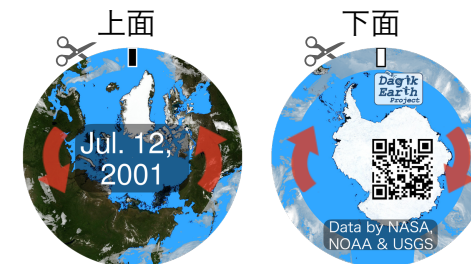 上面
下面
Jul. 12,
2001
Dagik
Earth
Project
Data by NASA,
NOAA & USGS